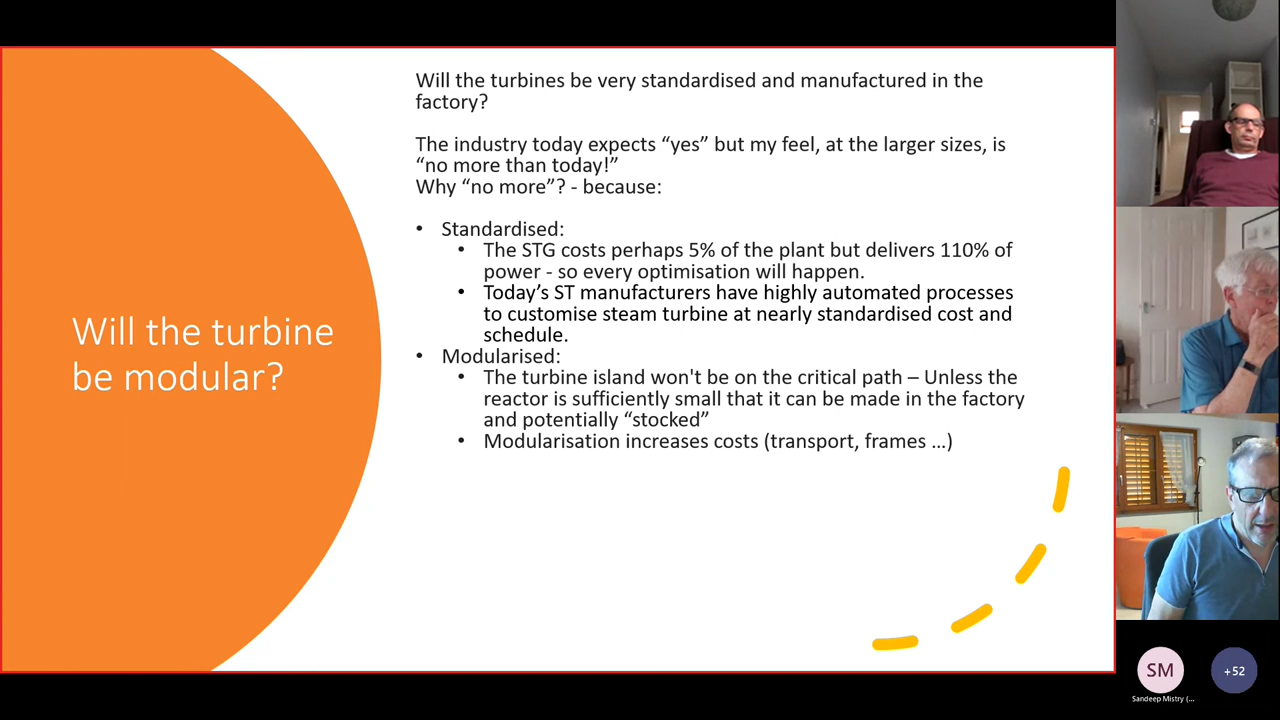 Will the turbine
be modular?
Will the turbines be very standardised and manufactured in the
factory?
The industry today expects “yes” but my feel, at the larger sizes, is
“no more than today!”
Why “no more”? - because:
• Standardised:
• The STG costs perhaps 5% of the plant but delivers 110% of
power - so every optimisation will happen.
• Today’s ST manufacturers have highly automated processes
to customise steam turbine at nearly standardised cost and
schedule.
• Modularised:
• The turbine island won't be on the critical path – Unless the
reactor is sufficiently small that it can be made in the factory
and potentially “stocked”
• Modularisation increases costs (transport, frames …)
SM
+52
Sandeep Mistry (...